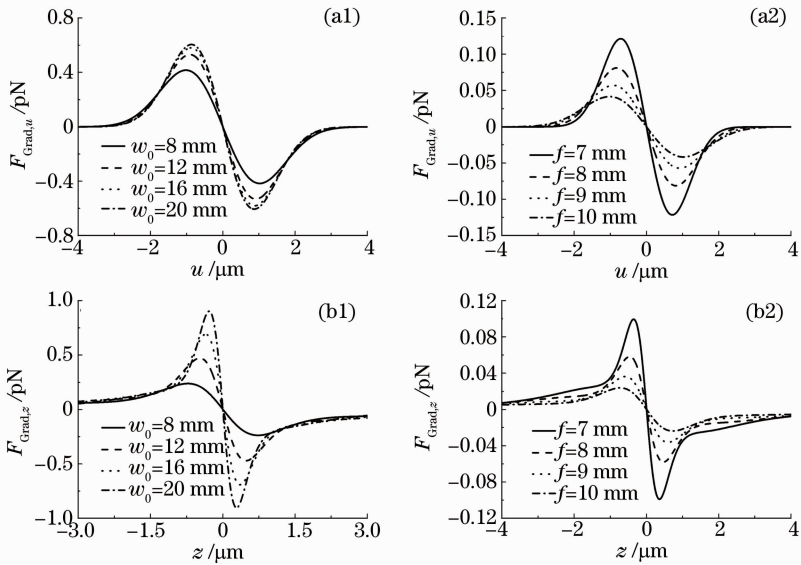 (a1)
F Grad,u /pN
0.8
0.4
0
−0.4
−0.8
w0=8 mm
w0=12 mm
w0=16 mm
w0=20 mm
−4 −2 0 2 4
u /μm
(a2)
F Grad,u /pN
0.15
0.10
0.05
0
−0.05
−0.10
−0.15
f=7 mm
f=8 mm
f=9 mm
f=10 mm
−4 −2 0 2 4
u /μm
(b1)
F Grad,z /pN
1.0
0.5
0
−0.5
−1.0
w0=8 mm
w0=12 mm
w0=16 mm
w0=20 mm
−3.0 −1.5 0 1.5 3.0
z /μm
(b2)
F Grad,z /pN
0.12
0.08
0.04
0
−0.04
−0.08
−0.12
f=7 mm
f=8 mm
f=9 mm
f=10 mm
−4 −2 0 2 4
z /μm